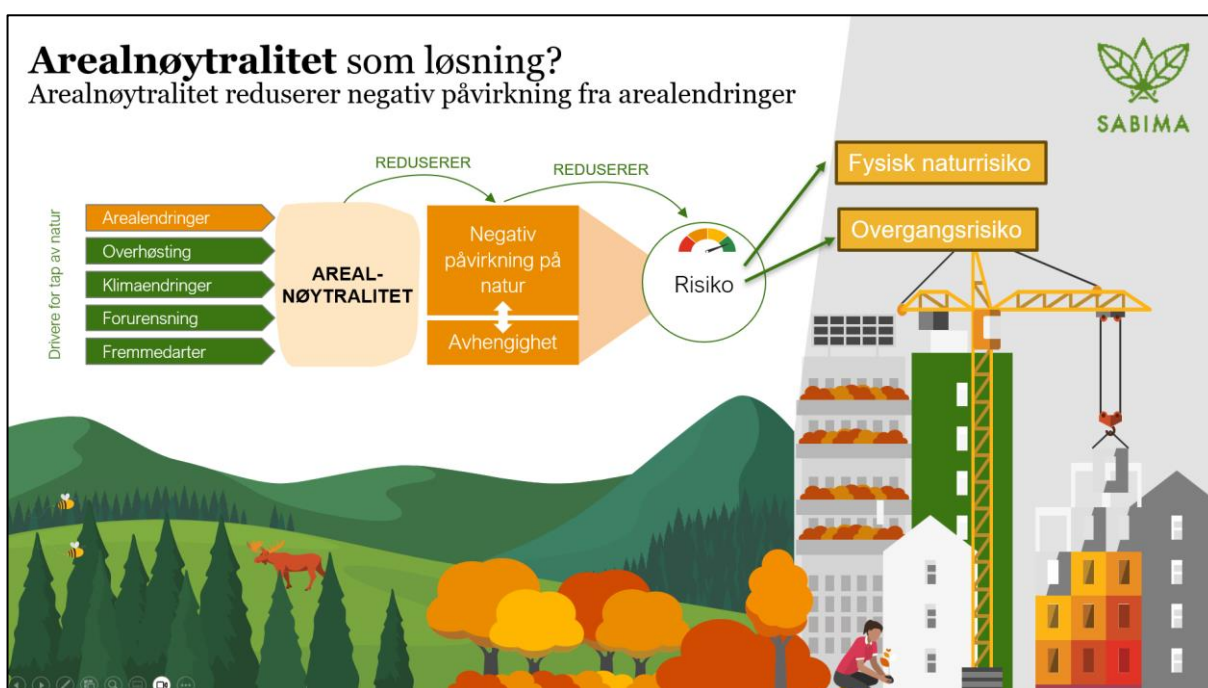 Arealnøytralitet som løsning?
Arealnøytralitet reduserer negativ påvirkning fra arealendringer
SABIMA
Drivere for tap av natur
Arealendringer
Overhøsting
Klimaendringer
Forurensning
Fremmedarter
AREAL-
NØYTRALITET
REDUSERER
Negativ
påvirkning på
natur
Avhengighet
REDUSERER
Risiko
Fysisk naturrisiko
Overgangsrisiko